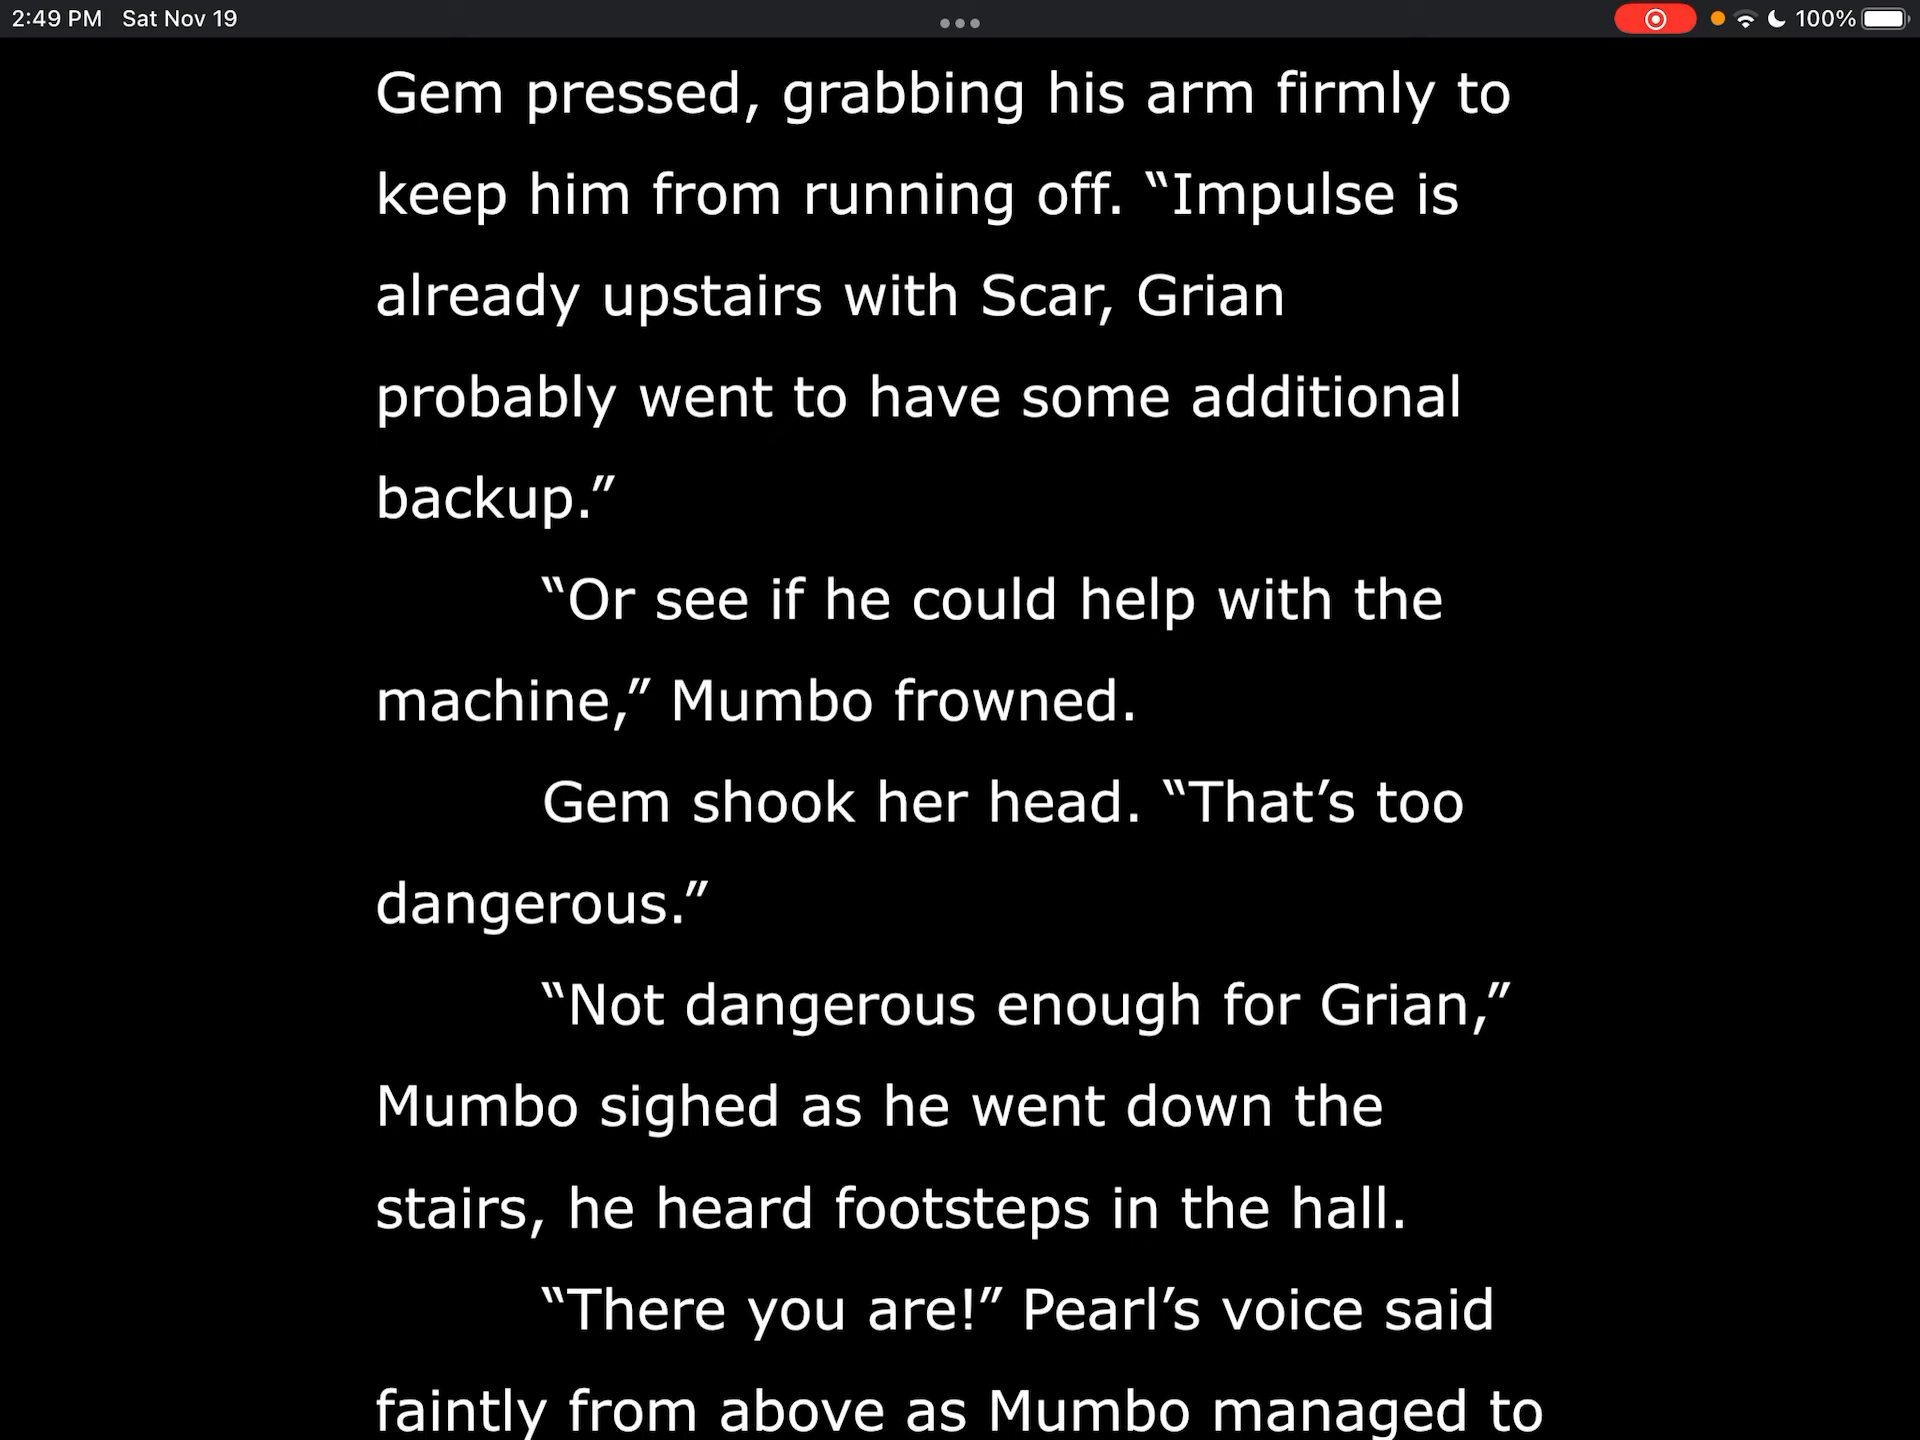 2:49 PM Sat Nov 19
100%
Gem pressed, grabbing his arm firmly to
keep him from running off. “Impulse is
already upstairs with Scar, Grian
probably went to have some additional
backup.”
“Or see if he could help with the
machine,” Mumbo frowned.
Gem shook her head. “That’s too
dangerous.”
“Not dangerous enough for Grian,”
Mumbo sighed as he went down the
stairs, he heard footsteps in the hall.
“There you are!” Pearl’s voice said
faintly from above as Mumbo managed to